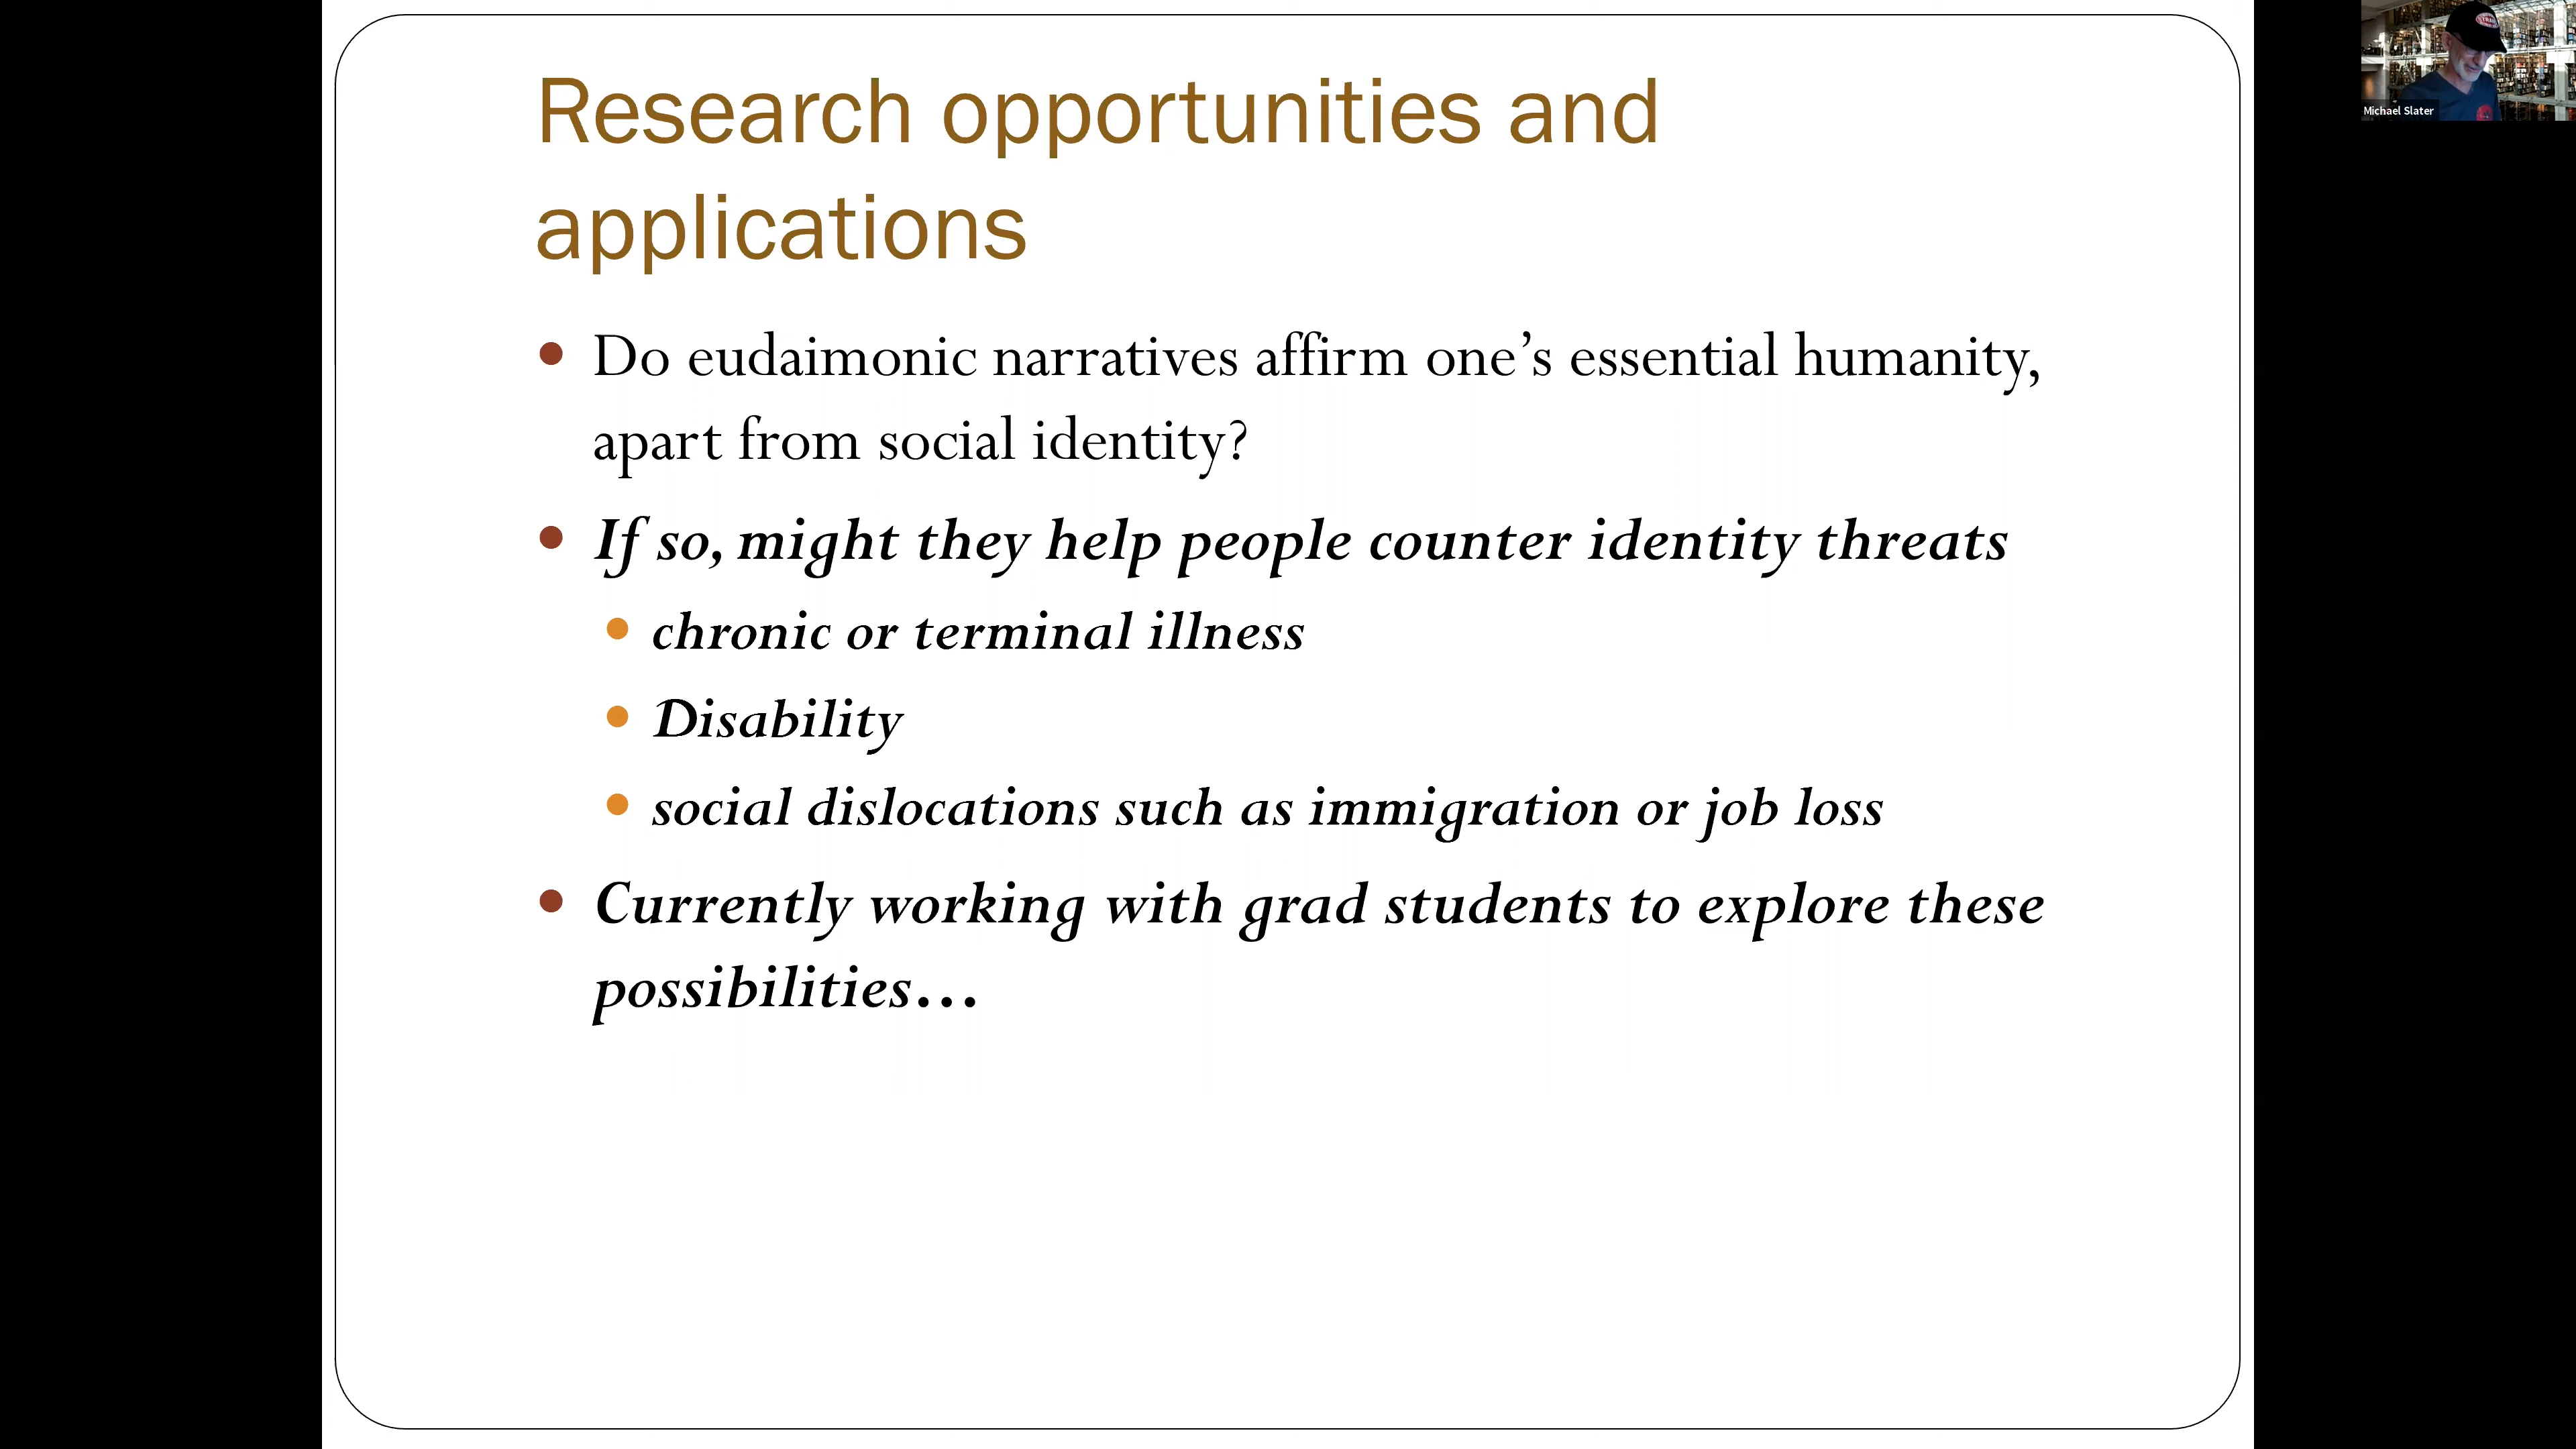 Research opportunities and
applications
Do eudaimonic narratives affirm one’s essential humanity,
apart from social identity?
If so, might they help people counter identity threats
chronic or terminal illness
Disability
social dislocations such as immigration or job loss
Currently working with grad students to explore these
possibilities…
Michael Slater